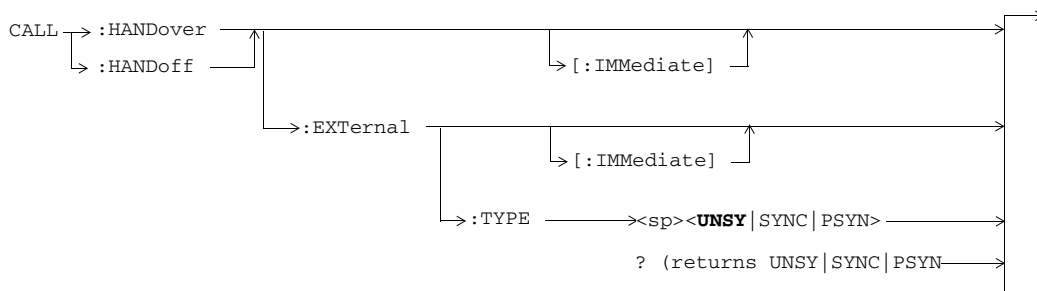 CALL :HANDover
:HANDoff
[:IMMediate]
:EXTernal
[:IMMediate]
:TYPE <sp><UNSY|SYNC|PSYN>
? (returns UNSY|SYNC|PSYN